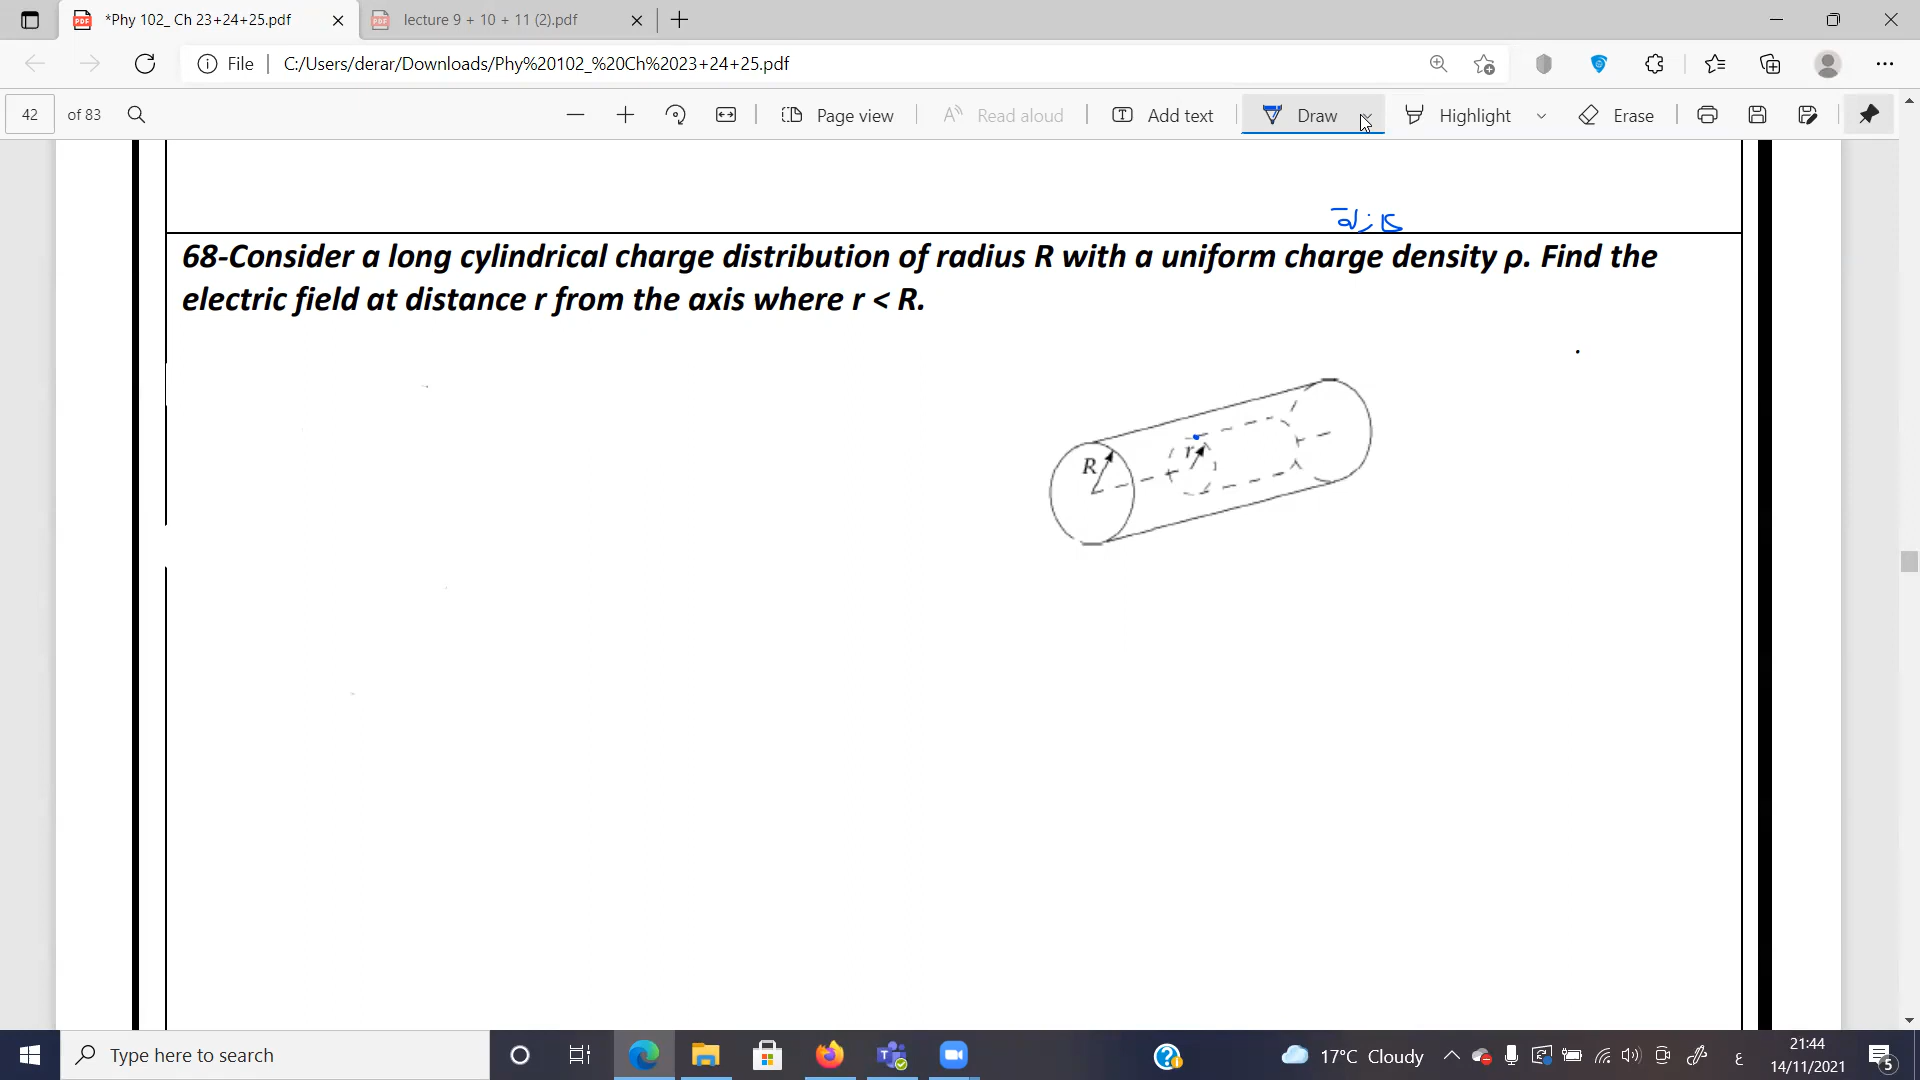 *Phy 102_ Ch 23+24+25.pdf
lecture 9 + 10 + 11 (2).pdf
File
C:/Users/derar/Downloads/Phy%20102_%20Ch%2023+24+25.pdf
42 of 83
Page view
Read aloud
Add text
Draw
Highlight
Erase
68-Consider a long cylindrical charge distribution of radius R with a uniform charge density ρ. Find the
electric field at distance r from the axis where r < R.
R
r
Type here to search
17°C Cloudy
ع
21:44
14/11/2021
5